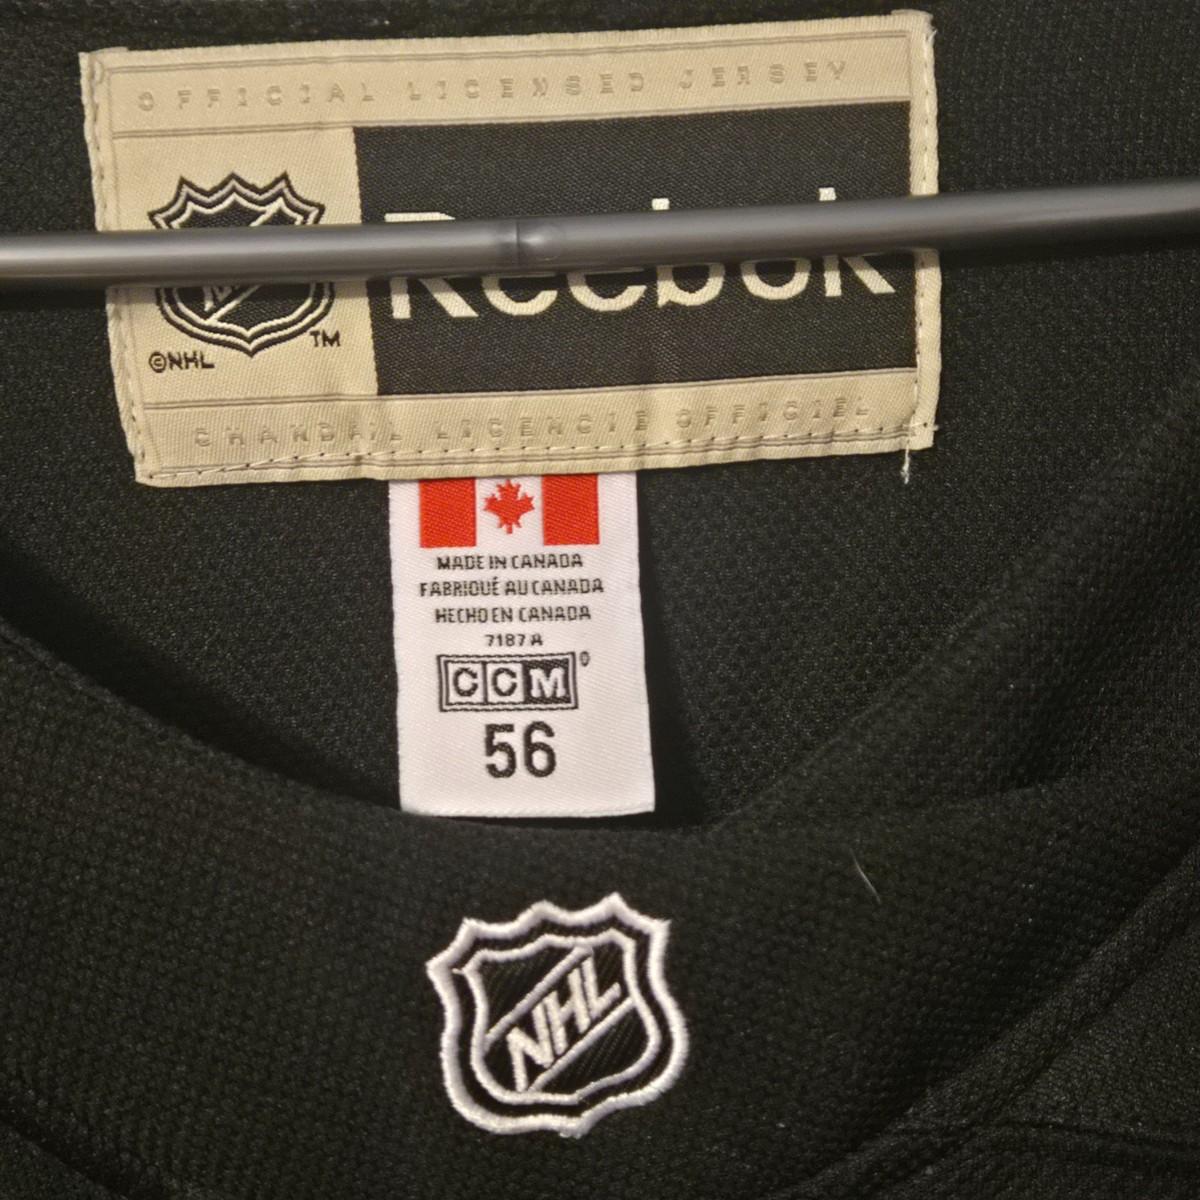 OFFICIAL LICENSED JERSEY
Reebok
TM
©NHL
CHANDAIL LICENCIÉ OFFICIEL
MADE IN CANADA
FABRIQUÉ AU CANADA
HECHO EN CANADA
7187 A
CCM®
56
NHL